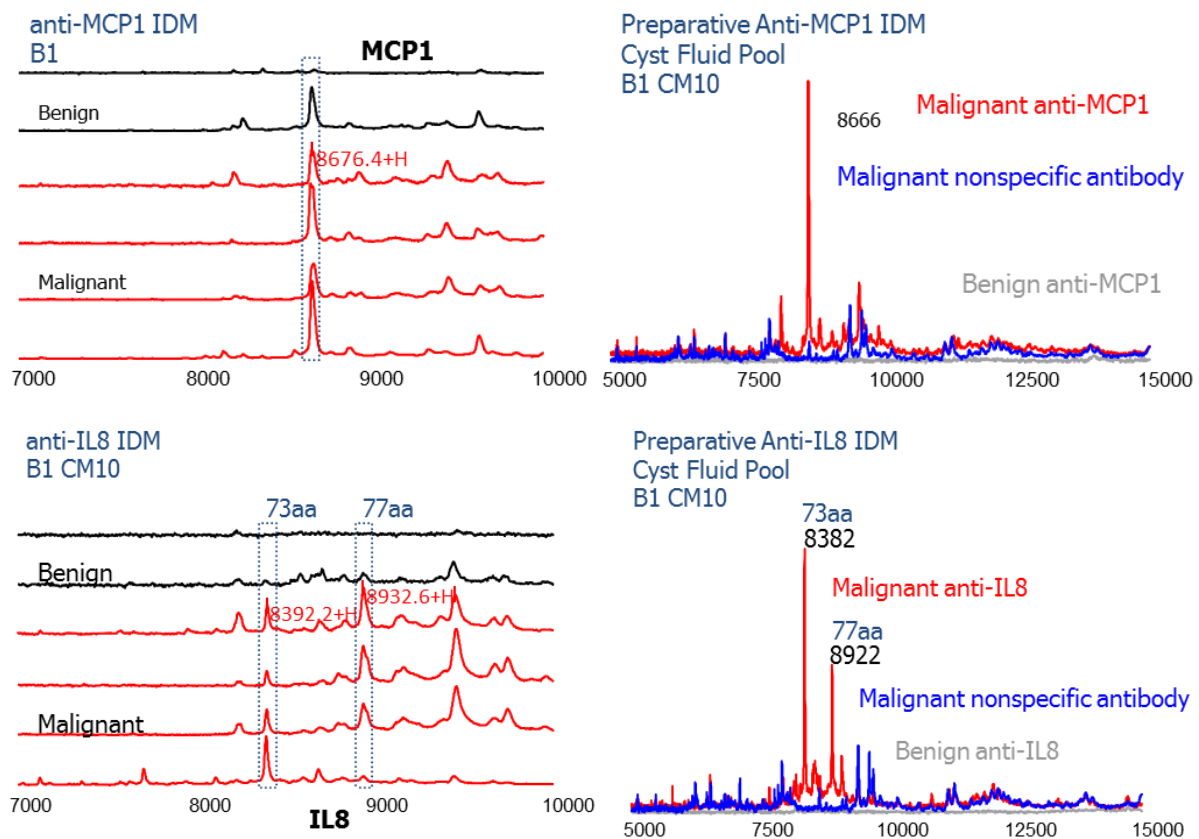 anti-MCP1 IDM
B1
MCP1
Benign
8676.4+H
Malignant
7000 8000 9000 10000
Preparative Anti-MCP1 IDM
Cyst Fluid Pool
B1 CM10
Malignant anti-MCP1
8666
Malignant nonspecific antibody
Benign anti-MCP1
5000 7500 10000 12500 15000
anti-IL8 IDM
B1 CM10
73aa 77aa
Benign
8932.6+H
8392.2+H
Malignant
7000 8000 9000 10000
IL8
Preparative Anti-IL8 IDM
Cyst Fluid Pool
B1 CM10
73aa
8382
Malignant anti-IL8
77aa
8922
Malignant nonspecific antibody
Benign anti-IL8
5000 7500 10000 12500 15000